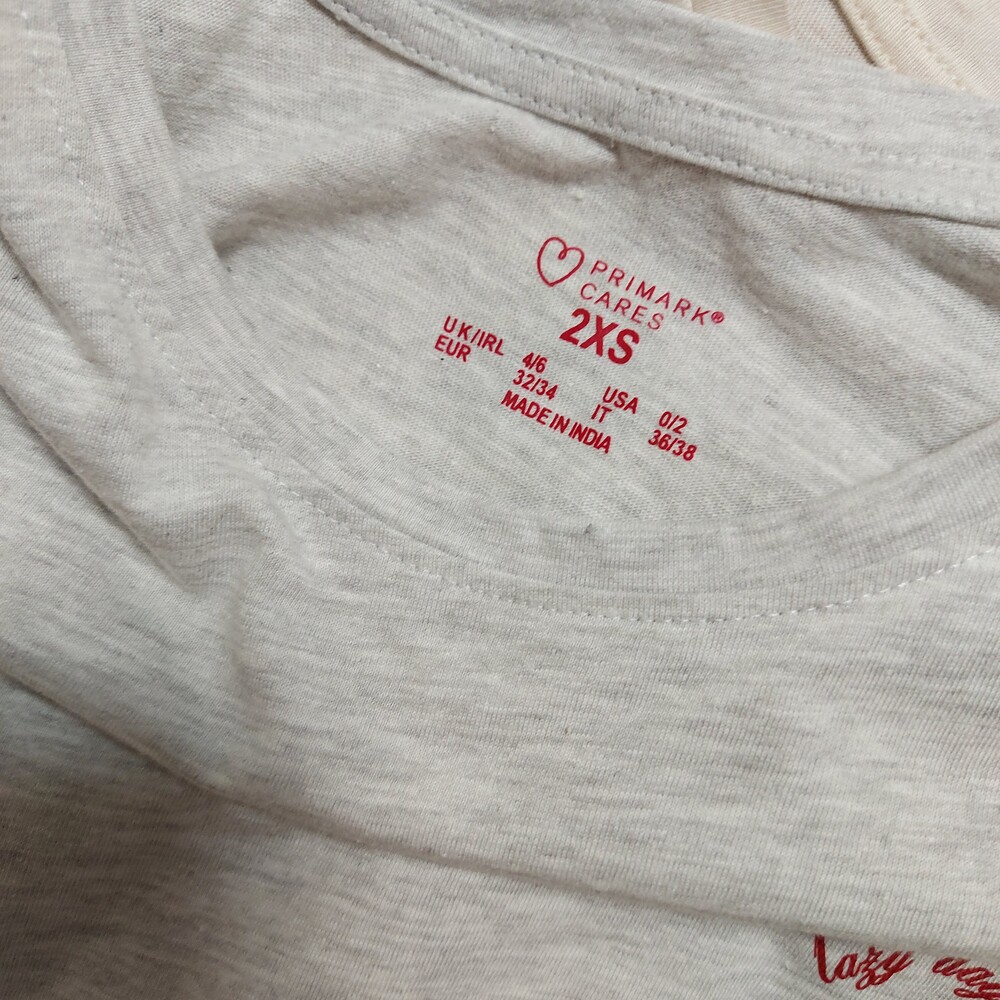 PRIMARK®
CARES
2XS
UK/IRL 4/6 USA 0/2
EUR 32/34 IT 36/38
MADE IN INDIA
lazy